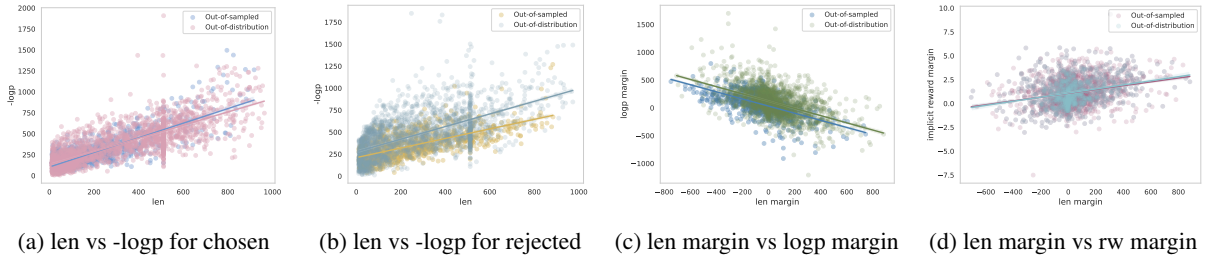 Out-of-sampled
Out-of-distribution
2000
1750
1500
1250
1000
750
500
250
0
-logp
0 200 400 600 800 1000
len
(a) len vs -logp for chosen
Out-of-sampled
Out-of-distribution
2000
1750
1500
1250
1000
750
500
250
0
-logp
0 200 400 600 800 1000
len
(b) len vs -logp for rejected
Out-of-sampled
Out-of-distribution
1500
1000
500
0
−500
−1000
logp margin
−800 −600 −400 −200 0 200 400 600 800
len margin
(c) len margin vs logp margin
Out-of-sampled
Out-of-distribution
10.0
7.5
5.0
2.5
0.0
−2.5
−5.0
−7.5
implicit reward margin
−600 −400 −200 0 200 400 600 800
len margin
(d) len margin vs rw margin